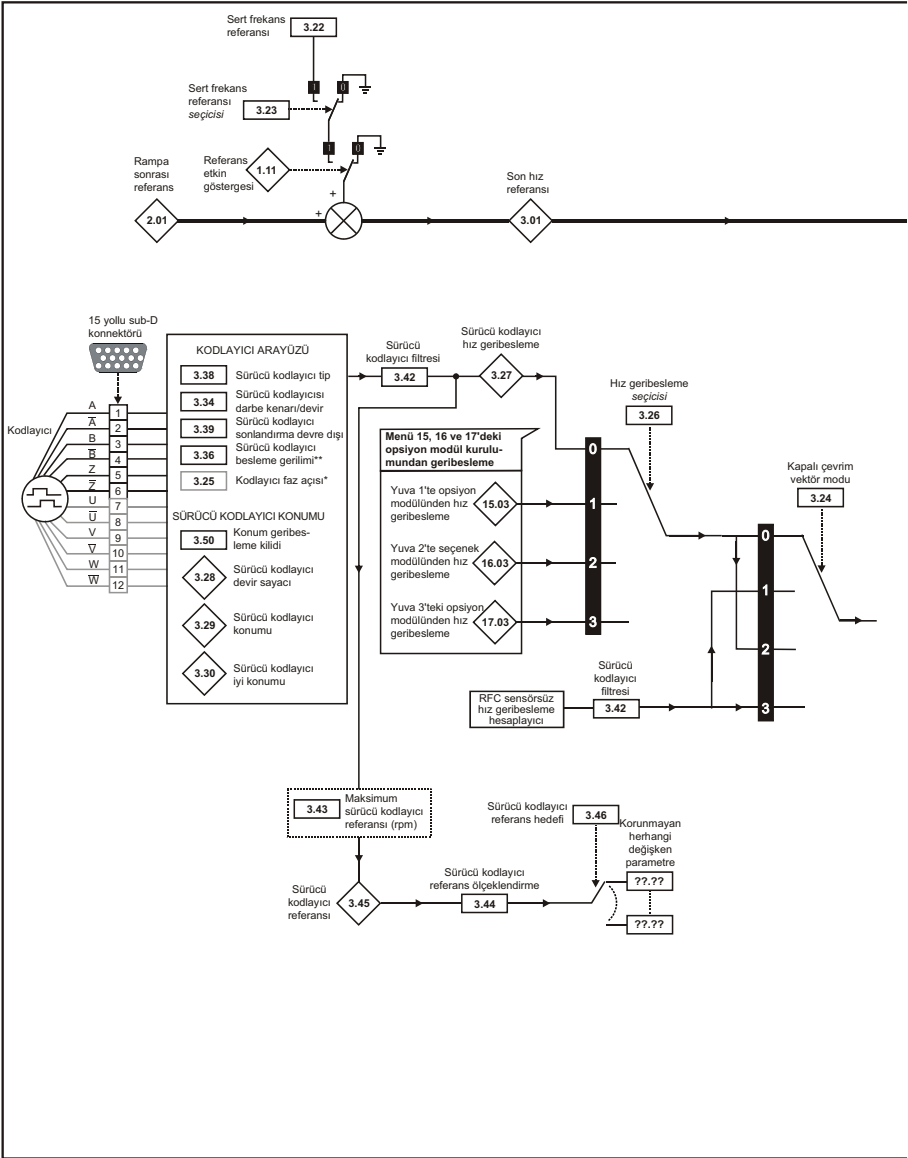 Sert frekans
referansı
3.22
1 0
Sert frekans
referansı
seçicisi
3.23
1 0
Rampa
sonrası
referans
Referans
etkin
göstergesi
1.11
Son hız
referansı
+
+
2.01
3.01
15 yollu sub-D
konnektörü
Kodlayıcı
A
A
B
B
Z
Z
U
U
V
V
W
W
1
2
3
4
5
6
7
8
9
10
11
12
KODLAYICI ARAYÜZÜ
3.38 Sürücü kodlayıcı tip
3.34 Sürücü kodlayıcısı
darbe kenarı/devir
3.39 Sürücü kodlayıcı
sonlandırma devre dışı
3.36 Sürücü kodlayıcı
besleme gerilimi**
3.25 Kodlayıcı faz açısı*
SÜRÜCÜ KODLAYICI KONUMU
3.50 Konum geribes-
leme kilidi
3.28 Sürücü kodlayıcı
devir sayacı
3.29 Sürücü kodlayıcı
konumu
3.30 Sürücü kodlayıcı
iyi konumu
Sürücü
kodlayıcı filtresi
3.42
Sürücü kodlayıcı
hız geribesleme
3.27
Menü 15, 16 ve 17'deki
opsiyon modül kurulu-
mundan geribesleme
Yuva 1'te opsiyon
modülünden hız
geribesleme
15.03
Yuva 2'te seçenek
modülünden hız
geribesleme
16.03
Yuva 3'teki opsiyon
modülünden hız
geribesleme
17.03
0
1
2
3
Hız geribesleme
seçicisi
3.26
Kapalı çevrim
vektör modu
3.24
0
1
2
3
Sürücü
kodlayıcı
filtresi
3.42
RFC sensörsüz
hız geribesleme
hesaplayıcı
3.43 Maksimum
sürücü kodlayıcı
referansı (rpm)
Sürücü
kodlayıcı
referansı
3.45
Sürücü kodlayıcı
referans ölçeklendirme
3.44
Sürücü kodlayıcı
referans hedefi
3.46
Korunmayan
herhangi
değişken
parametre
??.??
??.??